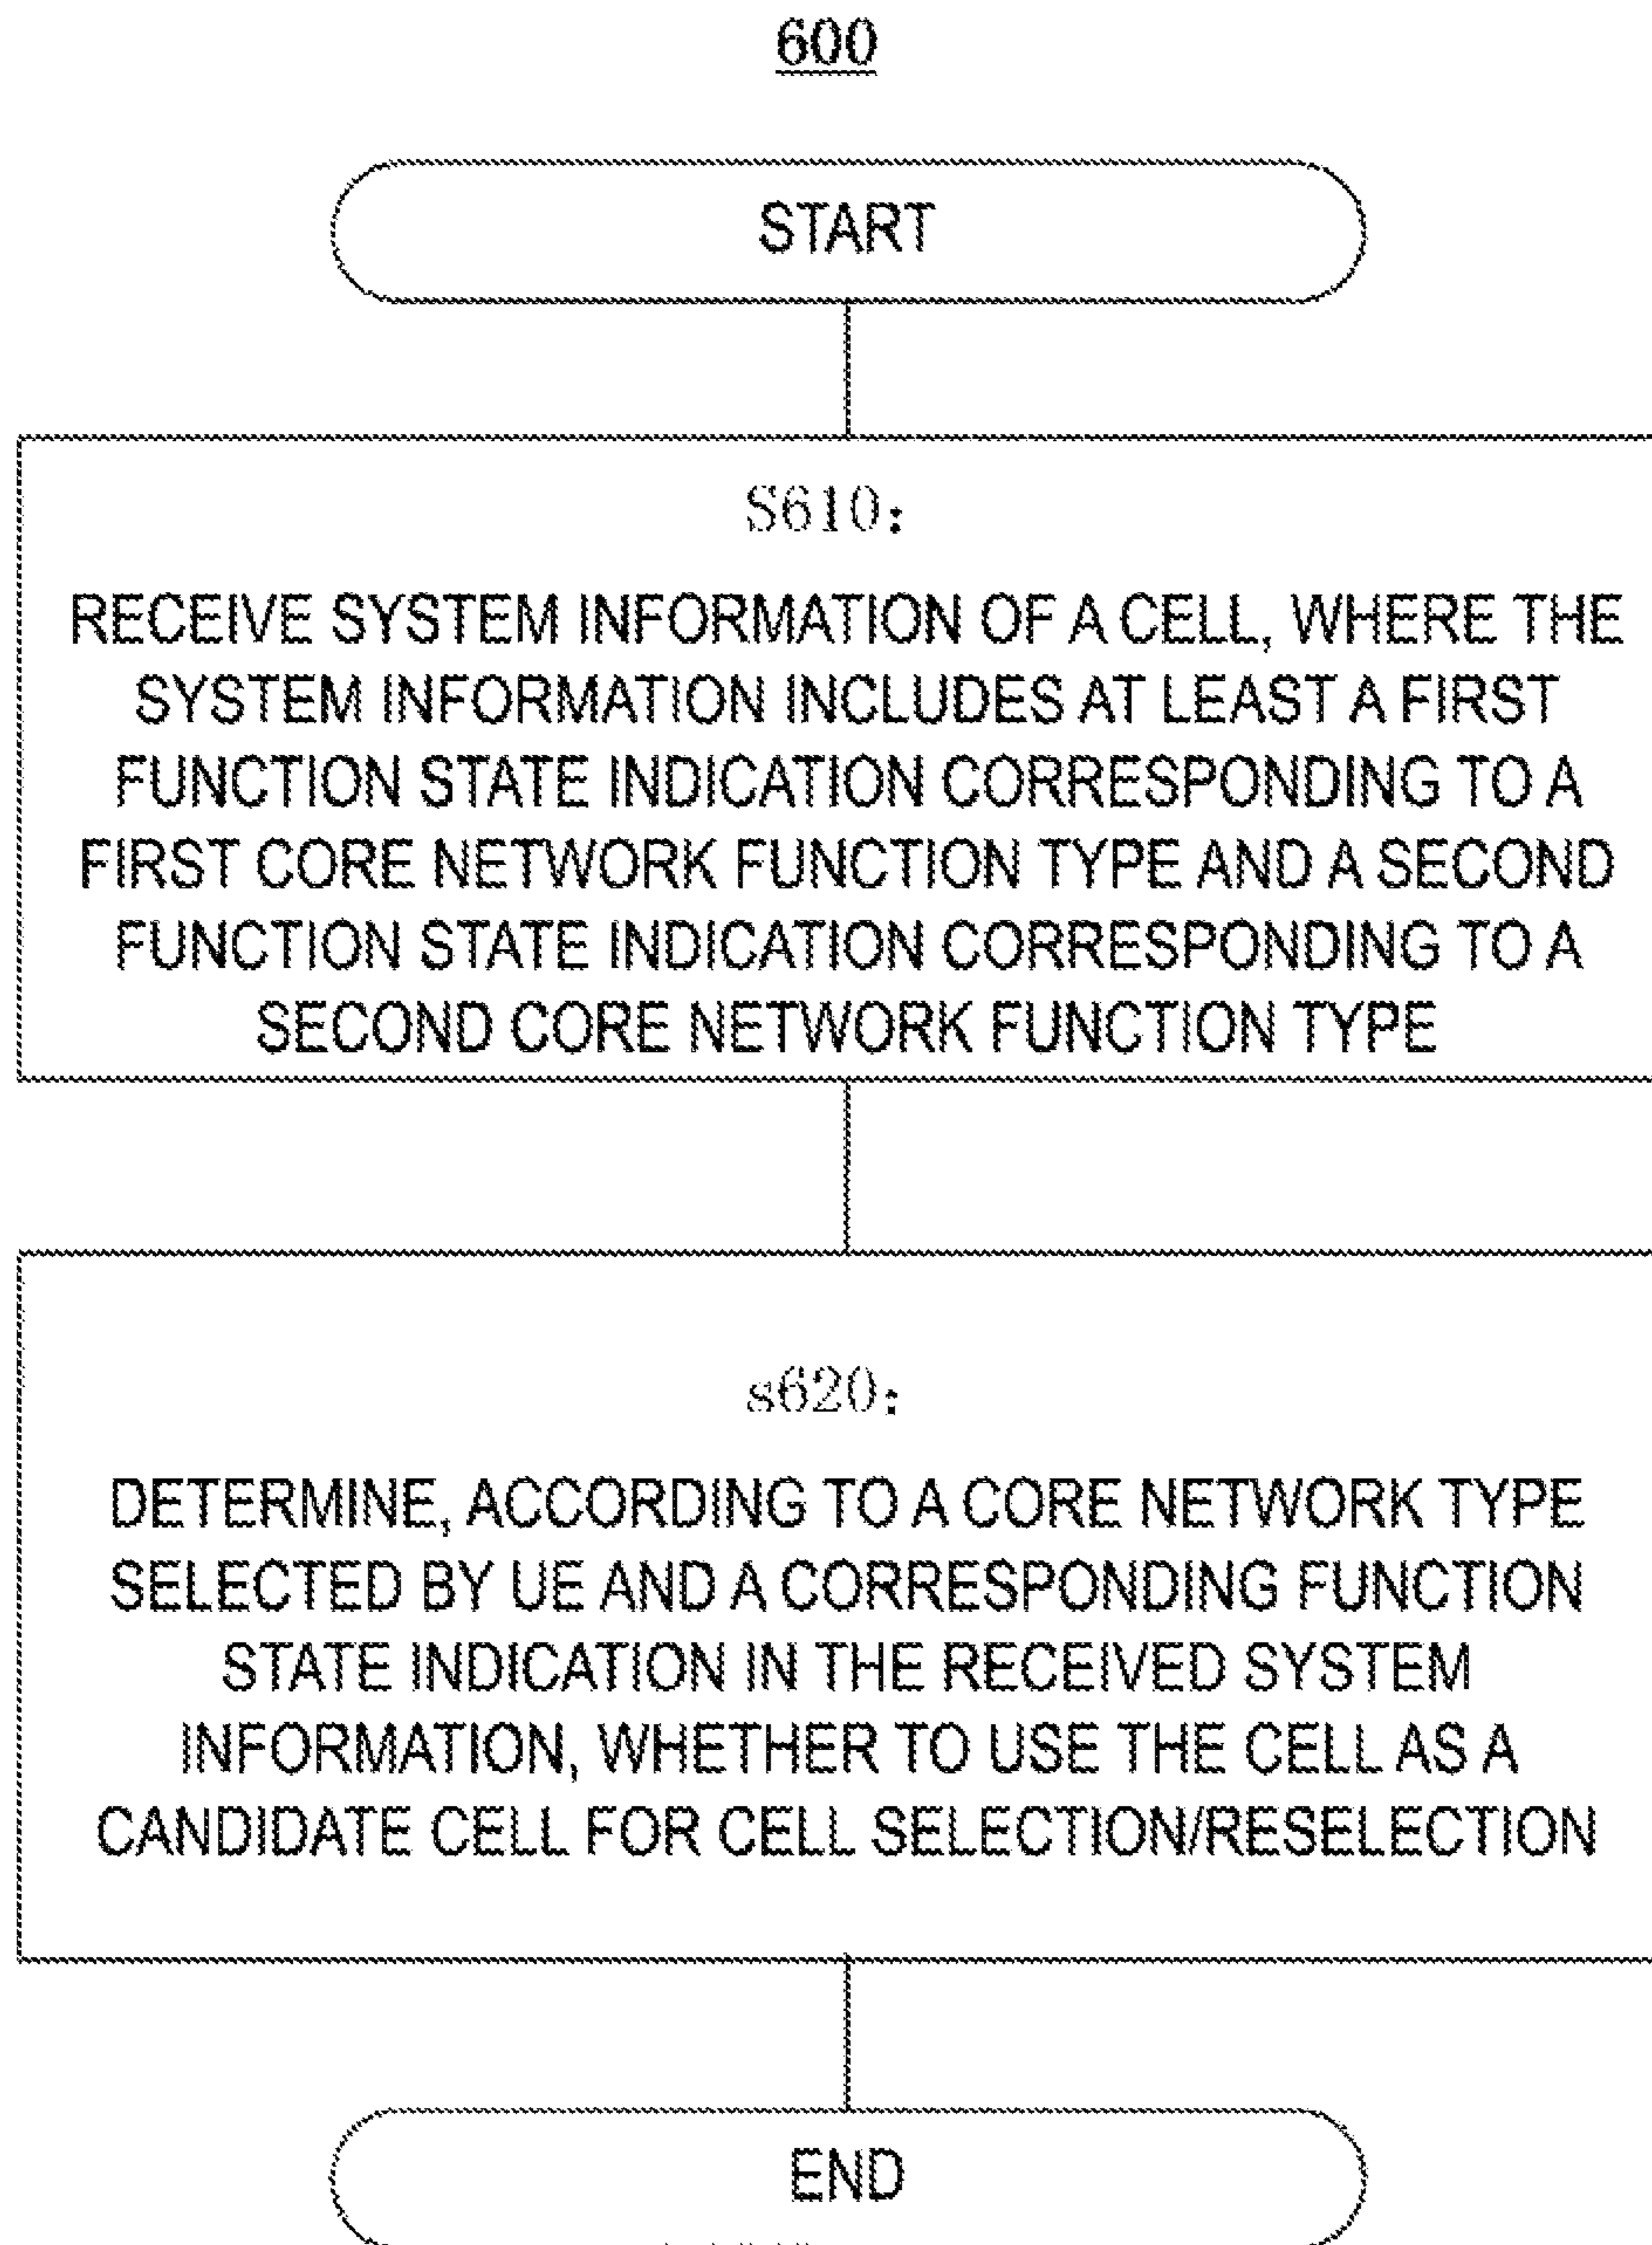 600
START
S610:
RECEIVE SYSTEM INFORMATION OF A CELL, WHERE THE
SYSTEM INFORMATION INCLUDES AT LEAST A FIRST
FUNCTION STATE INDICATION CORRESPONDING TO A
FIRST CORE NETWORK FUNCTION TYPE AND A SECOND
FUNCTION STATE INDICATION CORRESPONDING TO A
SECOND CORE NETWORK FUNCTION TYPE
s620:
DETERMINE, ACCORDING TO A CORE NETWORK TYPE
SELECTED BY UE AND A CORRESPONDING FUNCTION
STATE INDICATION IN THE RECEIVED SYSTEM
INFORMATION, WHETHER TO USE THE CELL AS A
CANDIDATE CELL FOR CELL SELECTION/RESELECTION
END